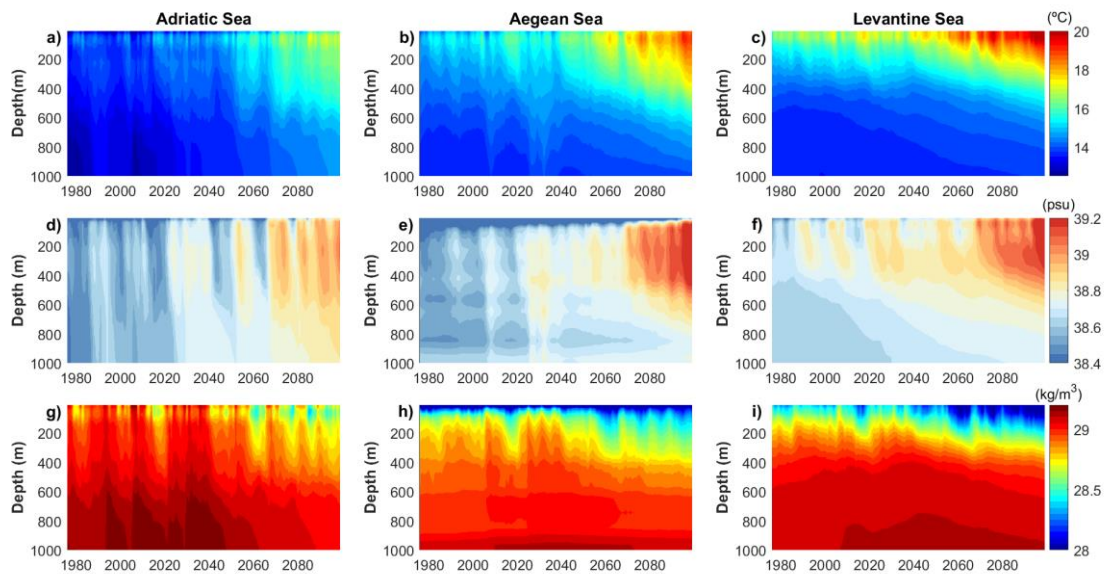 Adriatic Sea Aegean Sea Levantine Sea (ºC)
a) b) c) 20
200 200 200
Depth(m) Depth(m) Depth(m)
400 400 400 18
600 600 600 16
800 800 800 14
1000 1000 1000
1980 2000 2020 2040 2060 2080 1980 2000 2020 2040 2060 2080 1980 2000 2020 2040 2060 2080
(psu)
d) e) f) 39.2
200 200 200
Depth (m) Depth (m) Depth (m)
39
400 400 400
600 600 600 38.8
800 800 800 38.6
1000 1000 1000 38.4
1980 2000 2020 2040 2060 2080 1980 2000 2020 2040 2060 2080 1980 2000 2020 2040 2060 2080
(kg/m3)
g) h) i)
200 200 200 29
Depth (m) Depth (m) Depth (m)
400 400 400
600 600 600 28.5
800 800 800
1000 1000 1000 28
1980 2000 2020 2040 2060 2080 1980 2000 2020 2040 2060 2080 1980 2000 2020 2040 2060 2080